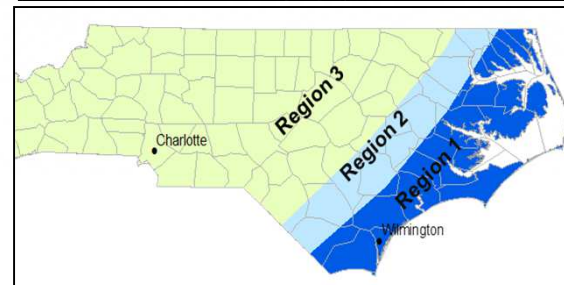 Region 3
Charlotte
Region 2
Region 1
Wilmington